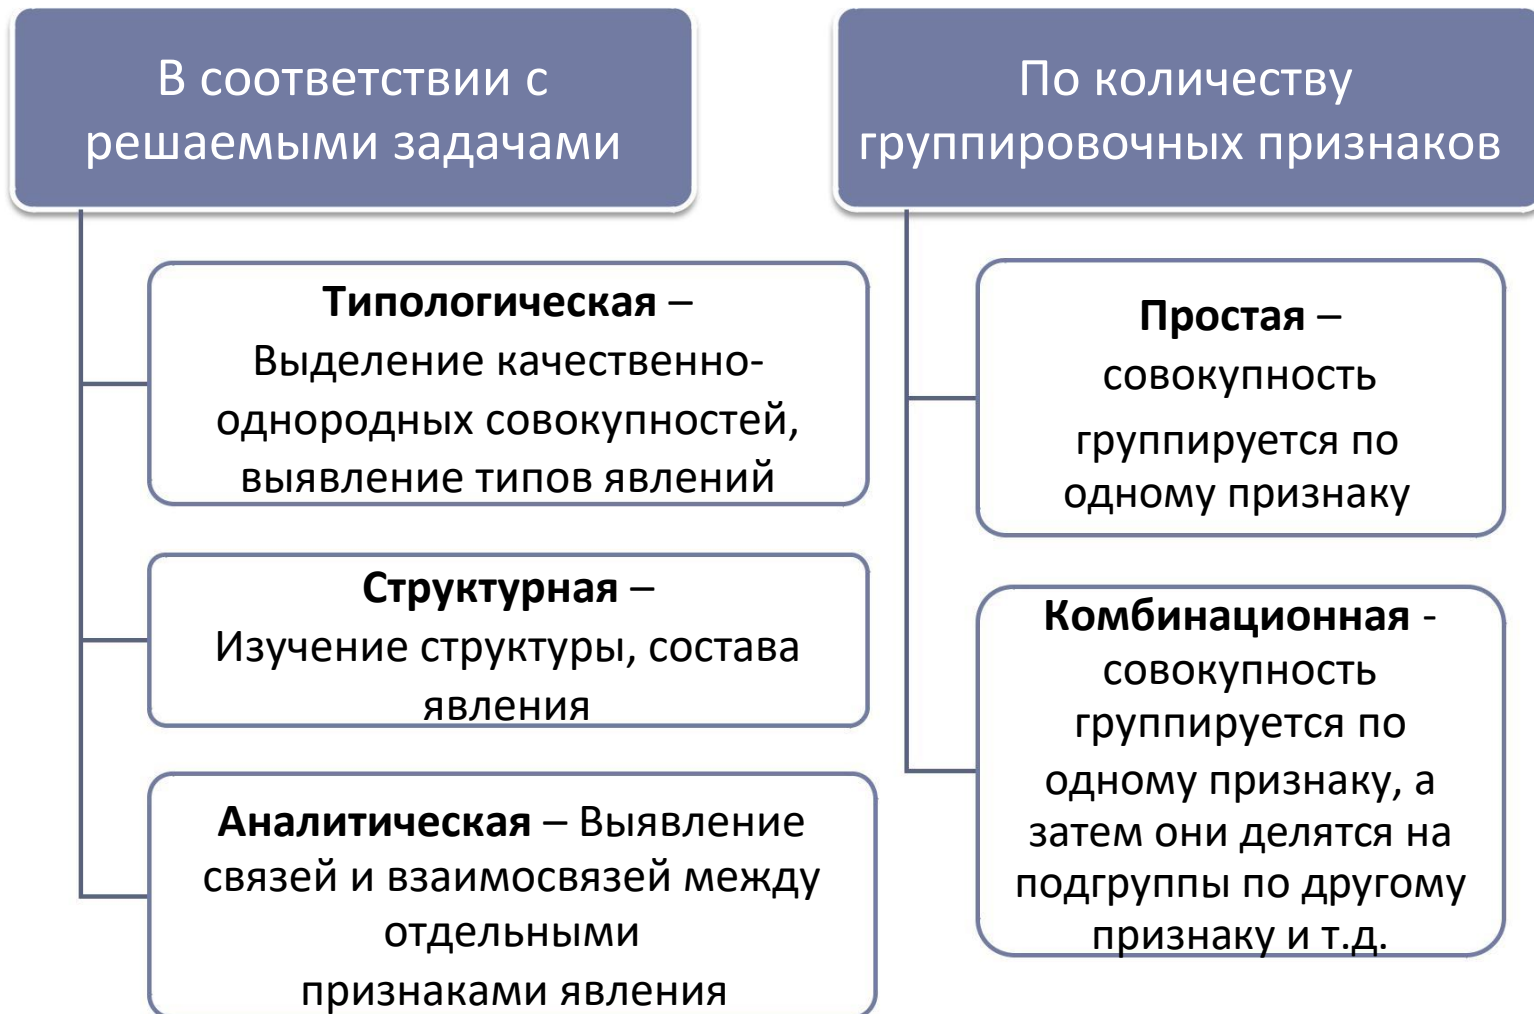 В соответствии с
решаемыми задачами
Типологическая –
Выделение качественно-
однородных совокупностей,
выявление типов явлений
Структурная –
Изучение структуры, состава
явления
Аналитическая – Выявление
связей и взаимосвязей между
отдельными
признаками явления
По количеству
группировочных признаков
Простая –
совокупность
группируется по
одному признаку
Комбинационная -
совокупность
группируется по
одному признаку, а
затем они делятся на
подгруппы по другому
признаку и т.д.